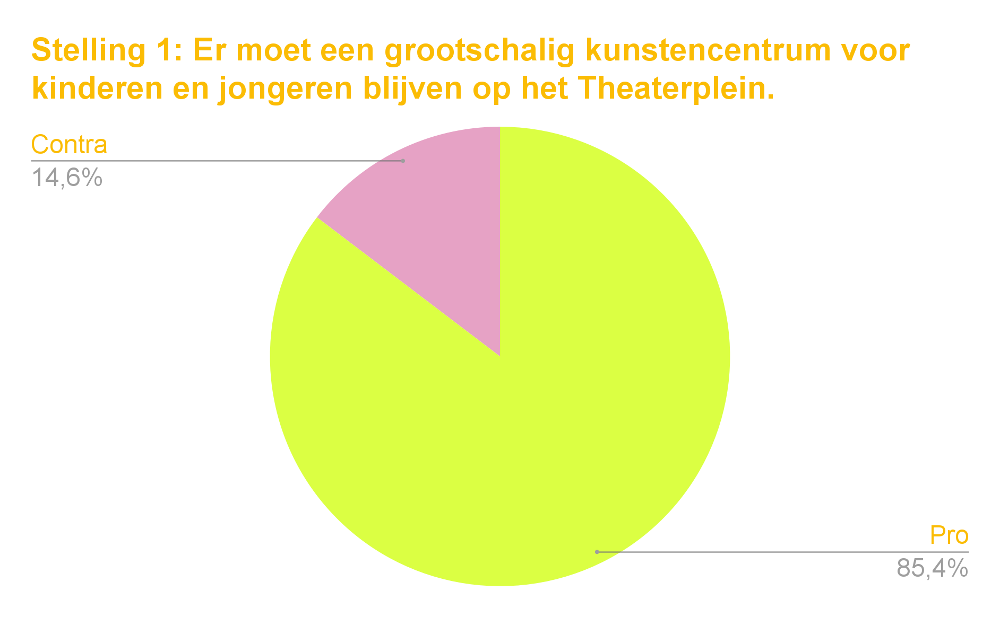 Stelling 1: Er moet een grootschalig kunstencentrum voor
kinderen en jongeren blijven op het Theaterplein.
Contra
14,6%
Pro
85,4%